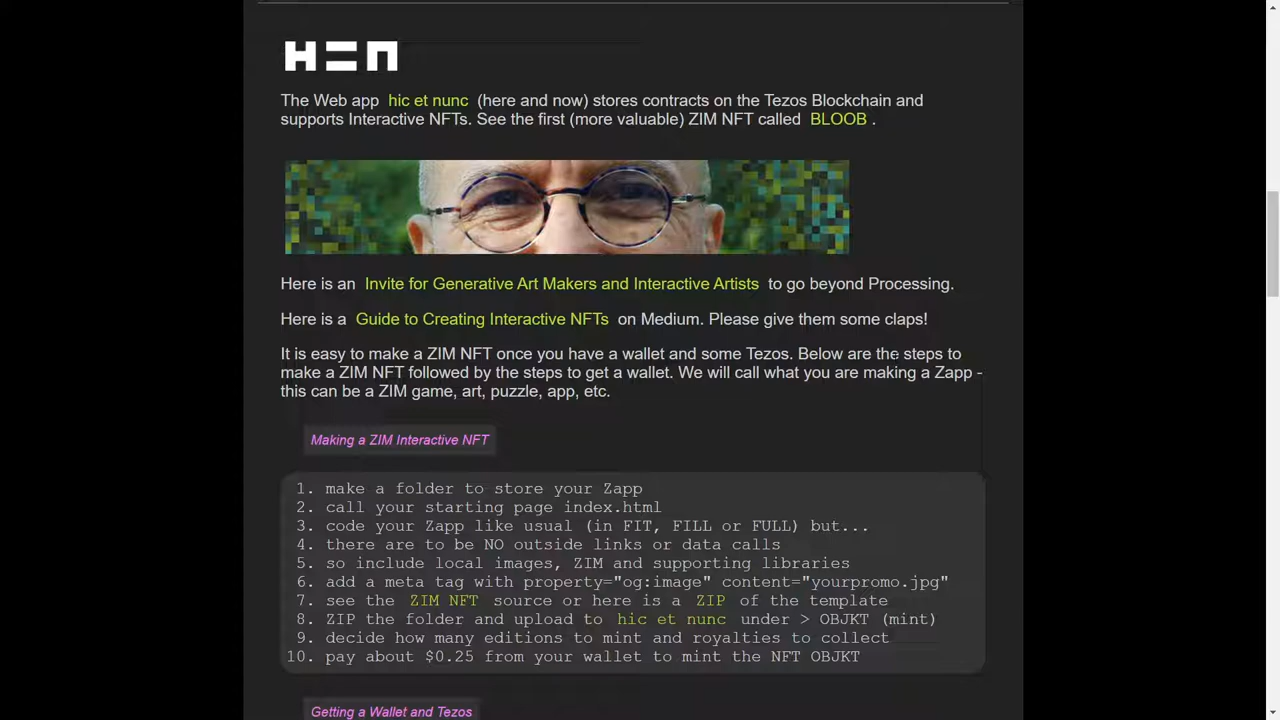 H=N
The Web app hic et nunc (here and now) stores contracts on the Tezos Blockchain and
supports Interactive NFTs. See the first (more valuable) ZIM NFT called BLOOB .
Here is an Invite for Generative Art Makers and Interactive Artists to go beyond Processing.
Here is a Guide to Creating Interactive NFTs on Medium. Please give them some claps!
It is easy to make a ZIM NFT once you have a wallet and some Tezos. Below are the steps to
make a ZIM NFT followed by the steps to get a wallet. We will call what you are making a Zapp -
this can be a ZIM game, art, puzzle, app, etc.
Making a ZIM Interactive NFT
1. make a folder to store your Zapp
2. call your starting page index.html
3. code your Zapp like usual (in FIT, FILL or FULL) but...
4. there are to be NO outside links or data calls
5. so include local images, ZIM and supporting libraries
6. add a meta tag with property="og:image" content="yourpromo.jpg"
7. see the ZIM NFT source or here is a ZIP of the template
8. ZIP the folder and upload to hic et nunc under > OBJKT (mint)
9. decide how many editions to mint and royalties to collect
10. pay about $0.25 from your wallet to mint the NFT OBJKT
Getting a Wallet and Tezos